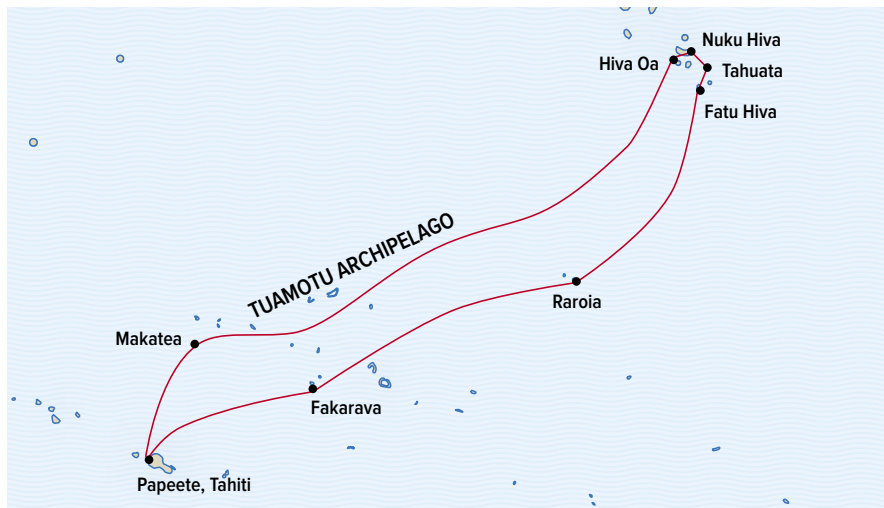 Nuku Hiva
Hiva Oa
Tahuata
Fatu Hiva
TUAMOTU ARCHIPELAGO
Raroia
Makatea
Fakarava
Papeete, Tahiti